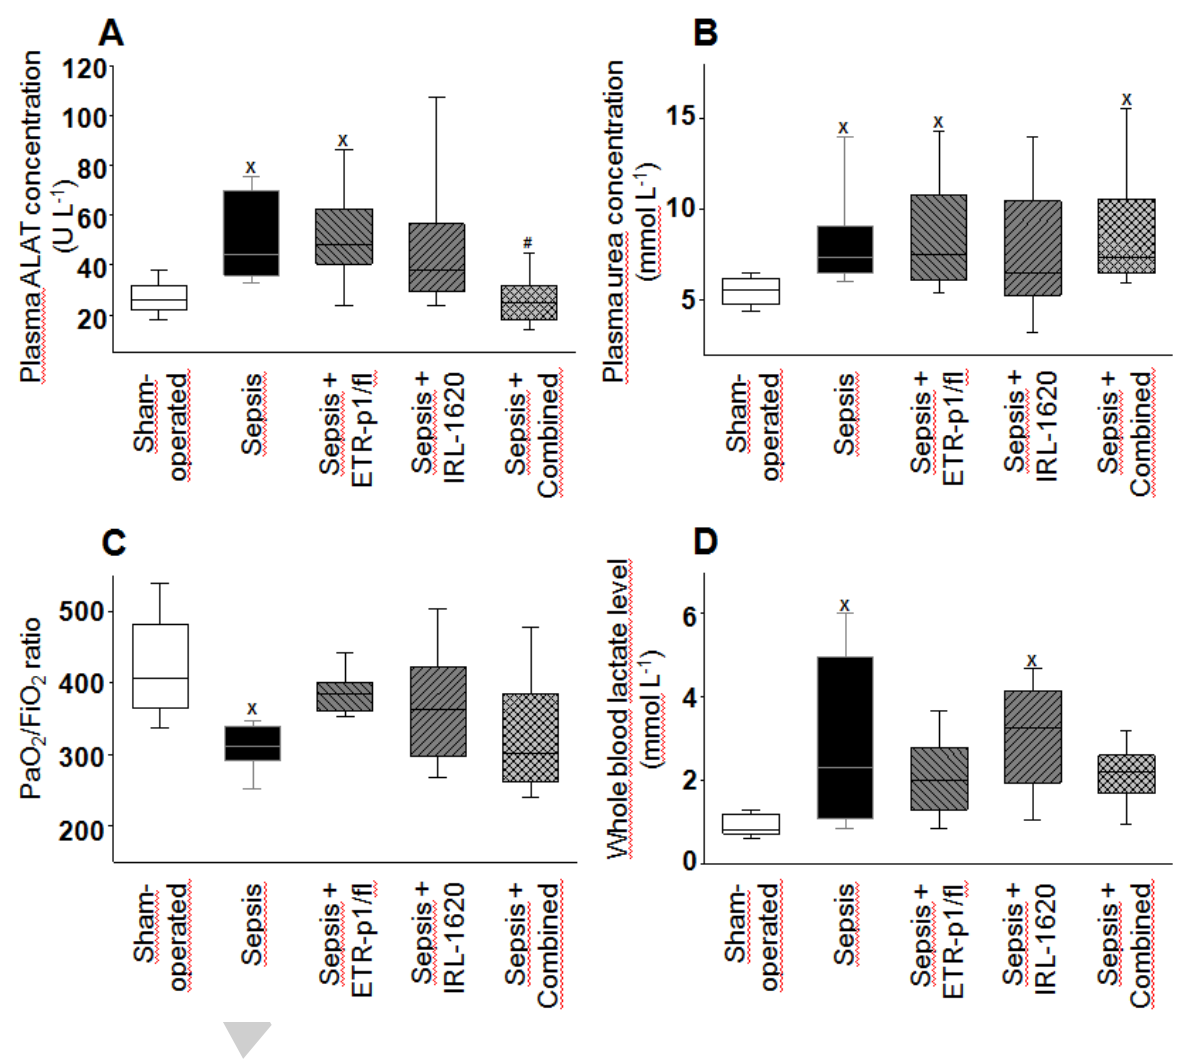 A
Plasma ALAT concentration
(U L-1)
120
100
80
60
40
20
X
X
#
Sham-
operated
Sepsis
Sepsis +
ETR-p1/fl
Sepsis +
IRL-1620
Sepsis +
Combined
B
Plasma urea concentration
(mmol L-1)
15
10
5
X
X
X
Sham-
operated
Sepsis
Sepsis +
ETR-p1/fl
Sepsis +
IRL-1620
Sepsis +
Combined
C
PaO2/FiO2 ratio
500
400
300
200
X
Sham-
operated
Sepsis
Sepsis +
ETR-p1/fl
Sepsis +
IRL-1620
Sepsis +
Combined
D
Whole blood lactate level
(mmol L-1)
6
4
2
0
X
X
Sham-
operated
Sepsis
Sepsis +
ETR-p1/fl
Sepsis +
IRL-1620
Sepsis +
Combined